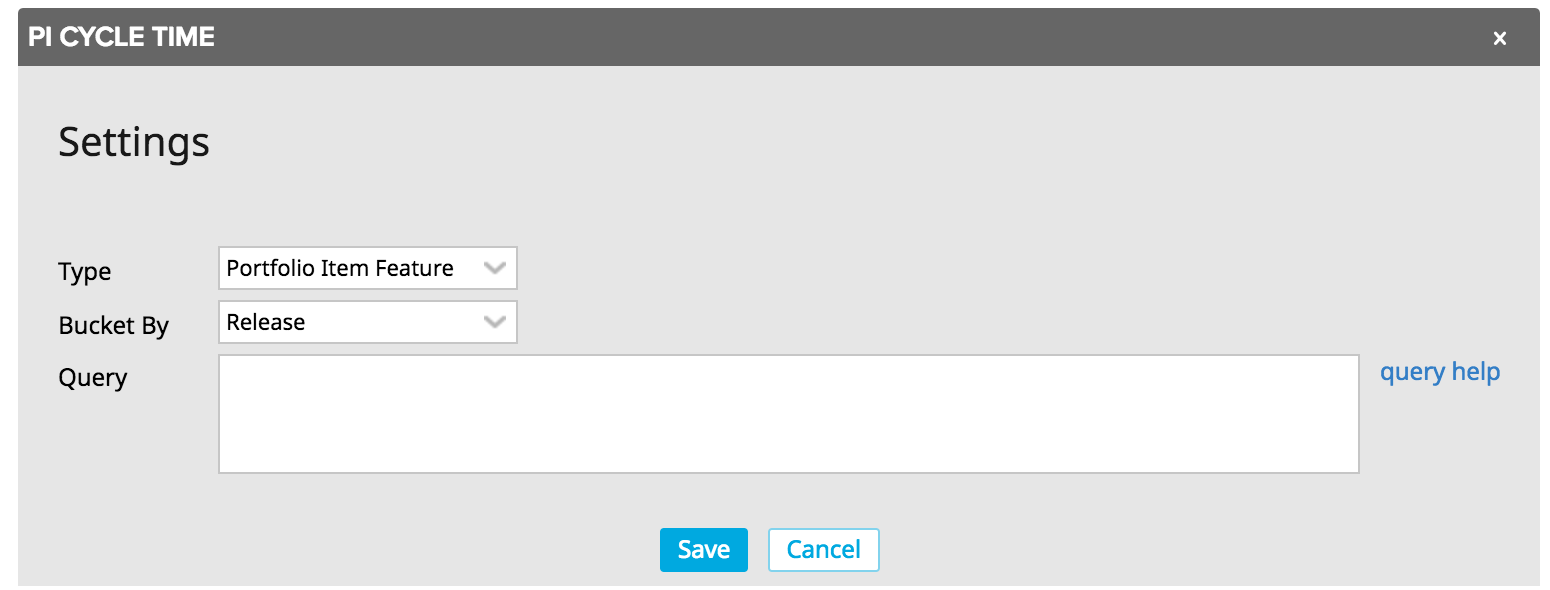 PI CYCLE TIME x
Settings
Type Portfolio Item Feature
Bucket By Release
Query query help
Save Cancel